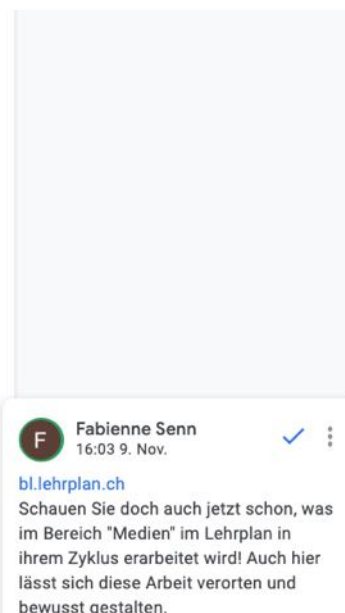 F
Fabienne Senn
16:03 9. Nov.
bl.lehrplan.ch
Schauen Sie doch auch jetzt schon, was
im Bereich "Medien" im Lehrplan in
ihrem Zyklus erarbeitet wird! Auch hier
lässt sich diese Arbeit verorten und
bewusst gestalten.